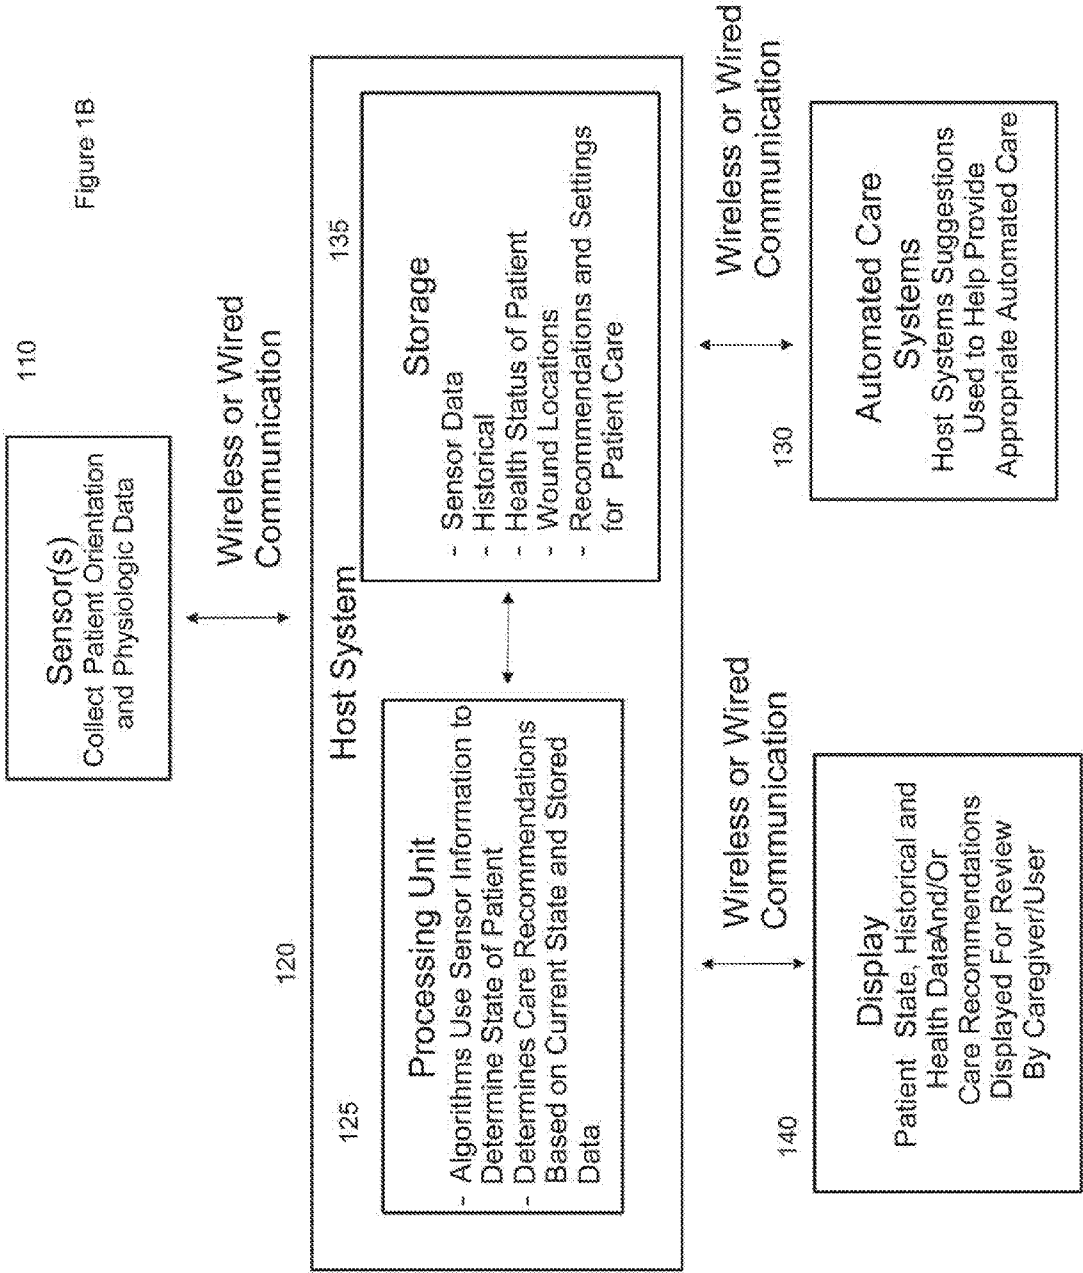 Figure 1B
110
Sensor(s)
Collect Patient Orientation
and Physiologic Data
Wireless or Wired
Communication
120
Host System
125
Processing Unit
- Algorithms Use Sensor Information to
Determine State of Patient
- Determines Care Recommendations
Based on Current State and Stored
Data
135
Storage
- Sensor Data
- Historical
- Health Status of Patient
- Wound Locations
- Recommendations and Settings
for Patient Care
Wireless or Wired
Communication
Wireless or Wired
Communication
140
Display
Patient State, Historical and
Health DataAnd/Or
Care Recommendations
Displayed For Review
By Caregiver/User
130
Automated Care
Systems
Host Systems Suggestions
Used to Help Provide
Appropriate Automated Care